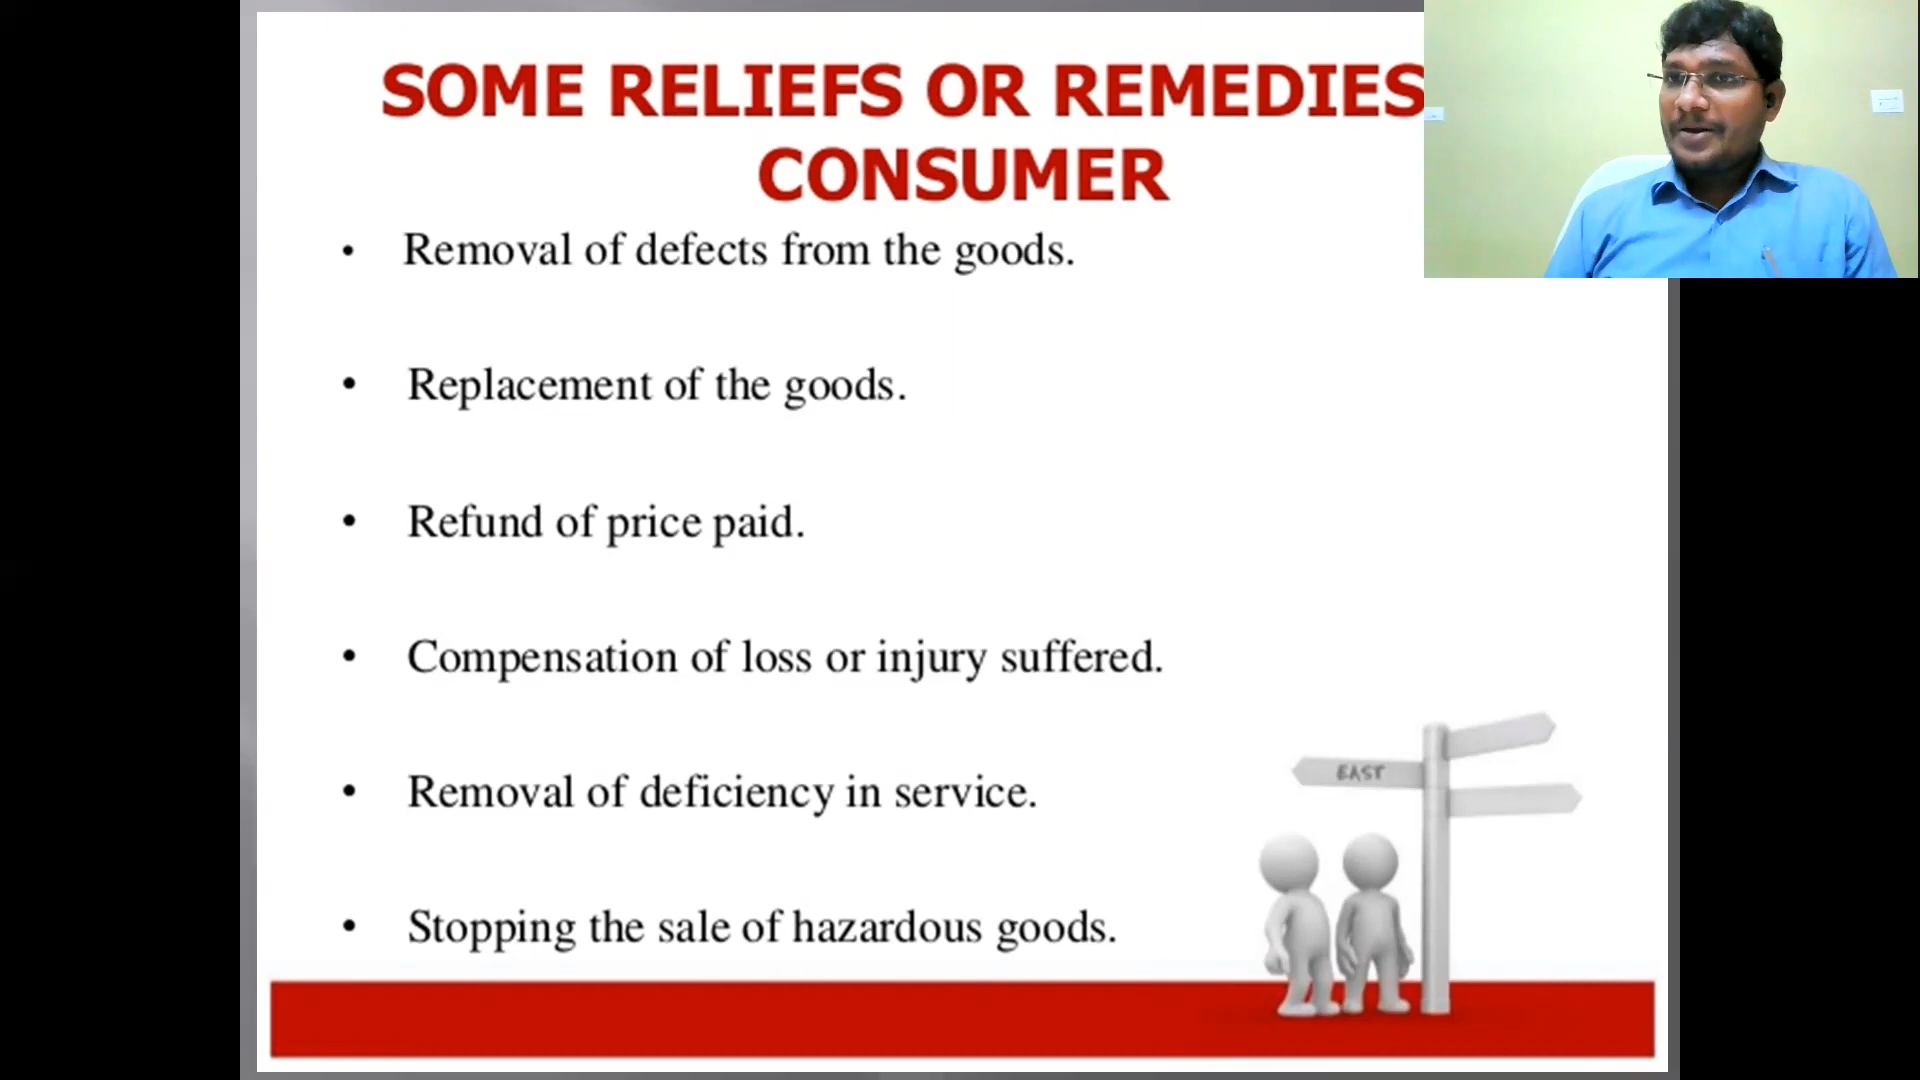 SOME RELIEFS OR REMEDIES
CONSUMER
• Removal of defects from the goods.
• Replacement of the goods.
• Refund of price paid.
• Compensation of loss or injury suffered.
• Removal of deficiency in service.
• Stopping the sale of hazardous goods.
EAST